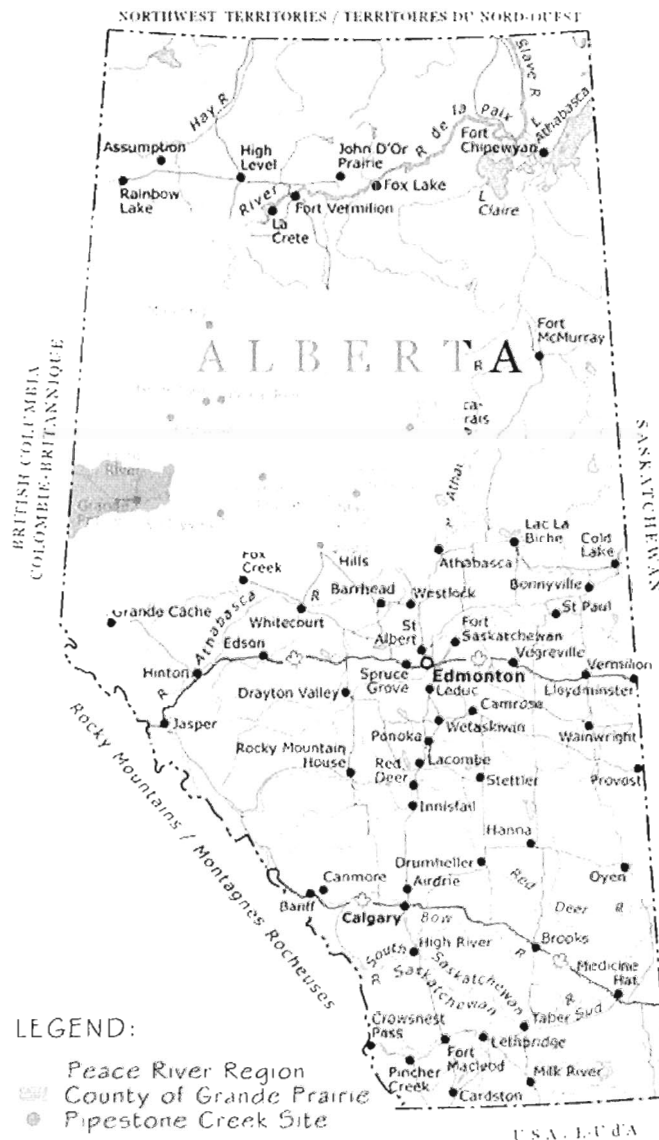 NORTHWEST TERRITORIES / TERRITOIRES DU NORD-OUEST
Hay R
Slave R
R de la Paix
L Athabasca
Assumption
High
Level
John D'Or
Prairie
Fort
Chipewyan
Rainbow
Lake
River
Fox Lake
Fort Vermilion
La
Crete
L
Claire
Fort
McMurray
ALBERTA
R
BRITISH COLUMBIA
COLOMBIE-BRITANNIQUE
SASKATCHEWAN
River
Grande
Lac La
Biche
Cold
Lake
Fox
Creek
Hills
Athabasca
Bonnyville
Barrhead
Westlock
Grande Cache
Whitecourt
R
St Paul
Athabasca
R
St
Albert
Fort
Saskatchewan
Edson
Vegreville
Vermilion
Hinton
Spruce
Grove
Edmonton
Lloydminster
Drayton Valley
Leduc
Camrose
Jasper
Wetaskiwin
Wainwright
Ponoka
Rocky Mountain
House
Red
Deer
Lacombe
Stettler
Provost
Innisfail
Rocky Mountains / Montagnes Rocheuses
Hanna
Drumheller
Oyen
Canmore
Airdrie
Red
Deer
R
Banff
Calgary
Bow
R
High River
Brooks
South
Saskatchewan
R
Saskatchewan
Sud
R
Medicine
Hat
Crowsnest
Pass
Taber
Fort
Macleod
Lethbridge
Pincher
Creek
Milk River
Cardston
LEGEND:
Peace River Region
County of Grande Prairie
Pipestone Creek Site
U S A, É-U d'A